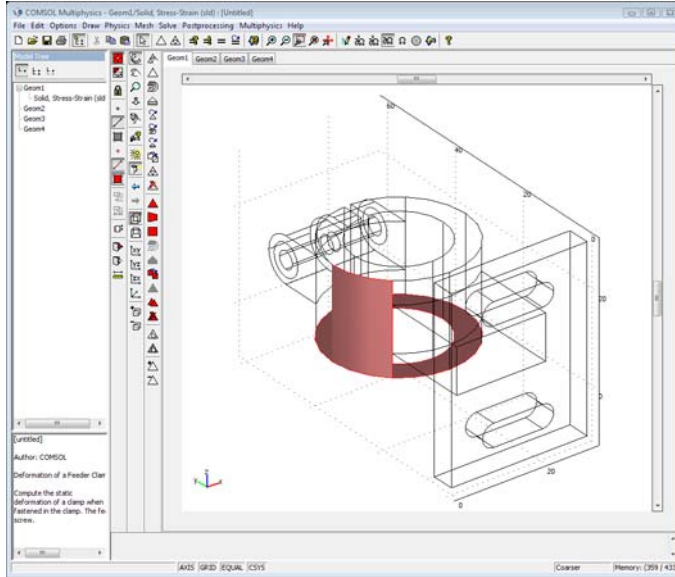 COMSOL Multiphysics - Geom1/Solid, Stress-Strain (sld) : [Untitled]
File Edit Options Draw Physics Mesh Solve Postprocessing Multiphysics Help
Model Tree
Geom1
Solid, Stress-Strain (sld
Geom2
Geom3
Geom4
Geom1 Geom2 Geom3 Geom4
60
40
20
0
20
0
20
0
z
y
x
[untitled]
Author: COMSOL
Deformation of a Feeder Clam
Compute the static
deformation of a clamp when
fastened in the clamp. The fe
screw.
AXIS GRID EQUAL CSYS
Coarser
Memory: (359 / 43